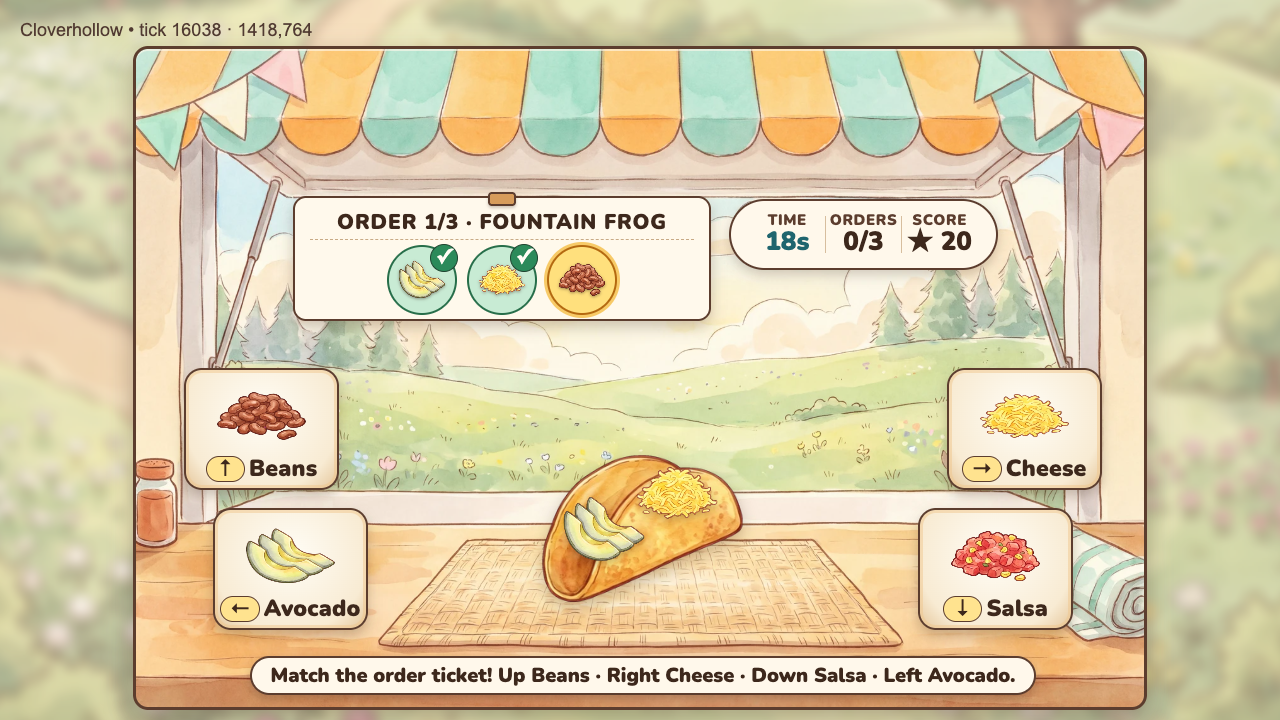 Cloverhollow • tick 16038 · 1418,764
ORDER 1/3 · FOUNTAIN FROG
TIME ORDERS SCORE
18s 0/3 ★ 20
↑ Beans
→ Cheese
← Avocado
↓ Salsa
Match the order ticket! Up Beans · Right Cheese · Down Salsa · Left Avocado.